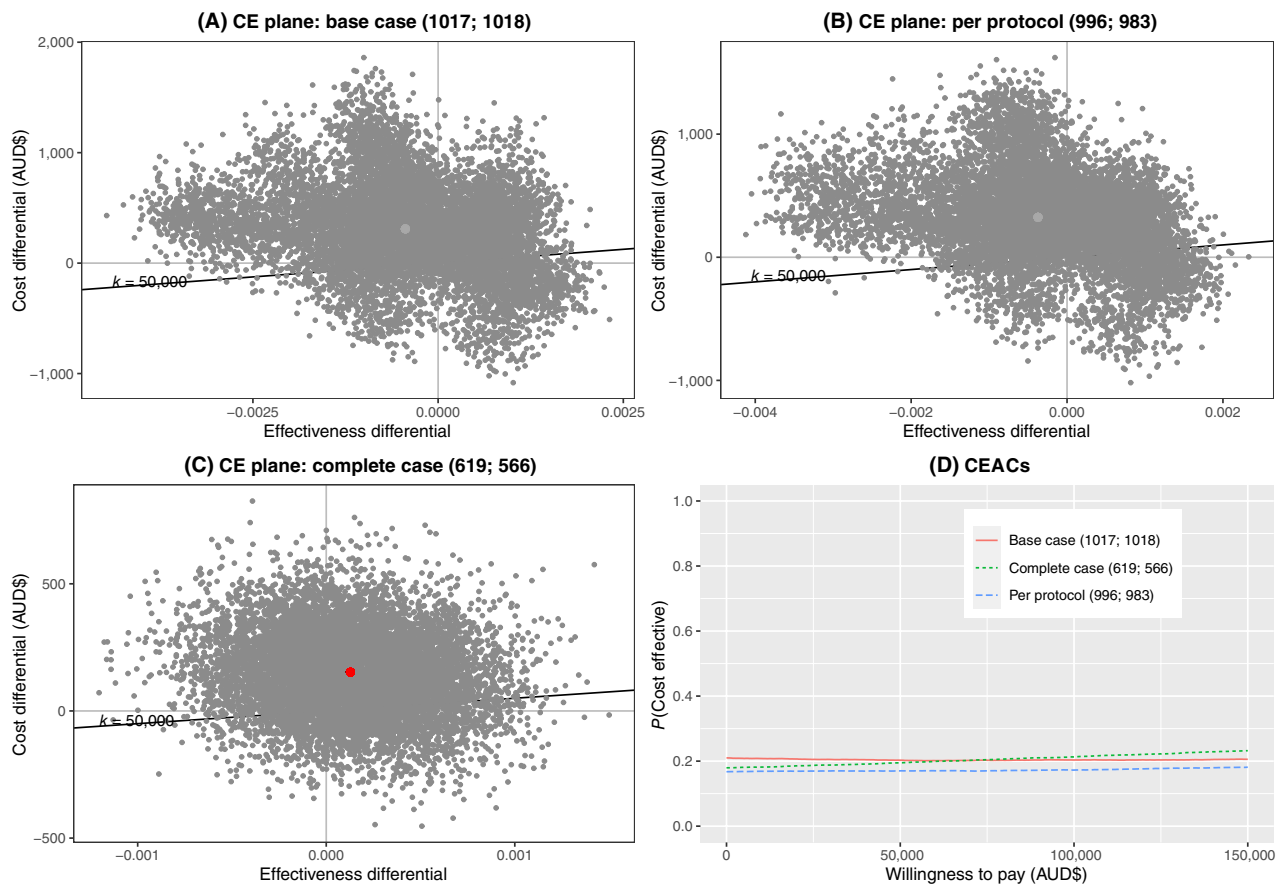 (A) CE plane: base case (1017; 1018)
Cost differential (AUD$)
2,000
1,000
0
−1,000
k = 50,000
−0.0025
0.0000
0.0025
Effectiveness differential
(B) CE plane: per protocol (996; 983)
Cost differential (AUD$)
1,000
0
−1,000
k = 50,000
−0.004
−0.002
0.000
0.002
Effectiveness differential
(C) CE plane: complete case (619; 566)
Cost differential (AUD$)
500
0
−500
k = 50,000
−0.001
0.000
0.001
Effectiveness differential
(D) CEACs
P(Cost effective)
1.0
0.8
0.6
0.4
0.2
0.0
Base case (1017; 1018)
Complete case (619; 566)
Per protocol (996; 983)
0
50,000
100,000
150,000
Willingness to pay (AUD$)